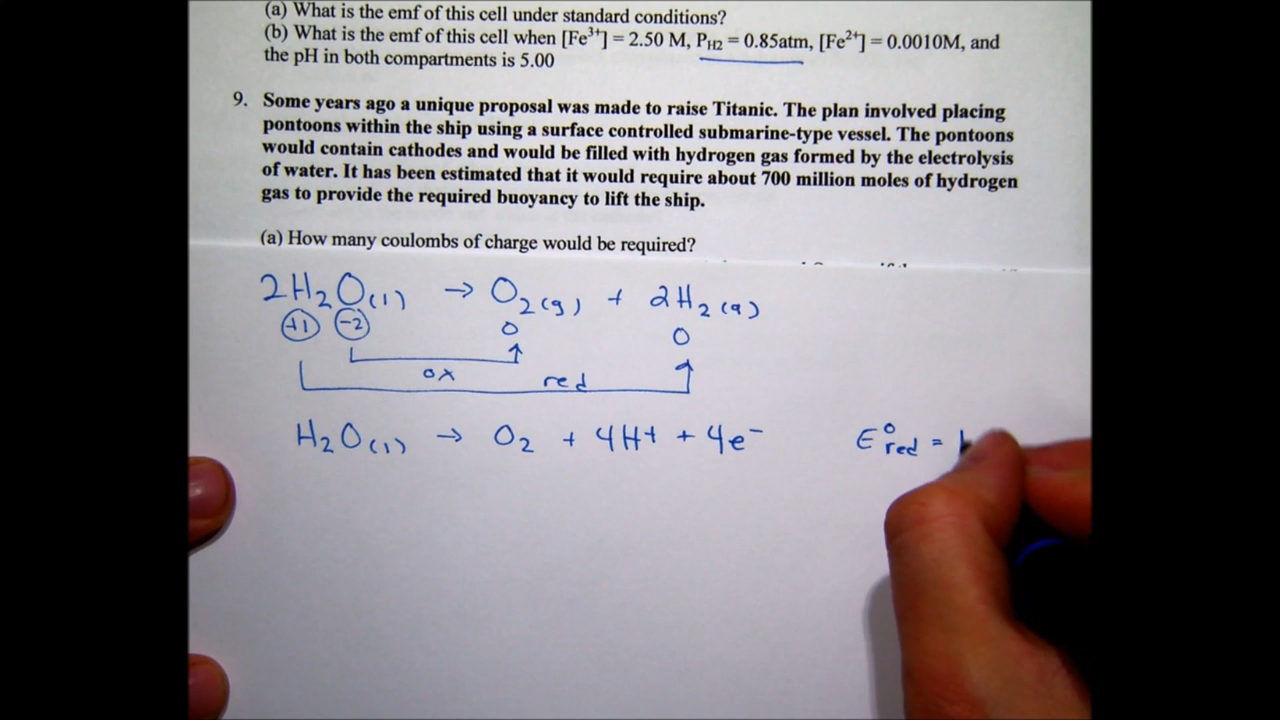 (a) What is the emf of this cell under standard conditions?
(b) What is the emf of this cell when [Fe³⁺] = 2.50 M, P_H2 = 0.85atm, [Fe²⁺] = 0.0010M, and
the pH in both compartments is 5.00
9. Some years ago a unique proposal was made to raise Titanic. The plan involved placing
pontoons within the ship using a surface controlled submarine-type vessel. The pontoons
would contain cathodes and would be filled with hydrogen gas formed by the electrolysis
of water. It has been estimated that it would require about 700 million moles of hydrogen
gas to provide the required buoyancy to lift the ship.
(a) How many coulombs of charge would be required?
2H₂O(l) → O₂(g) + 2H₂(g)
+1 -2 0 0
ox red
H₂O(l) → O₂ + 4H⁺ + 4e⁻ E°red =